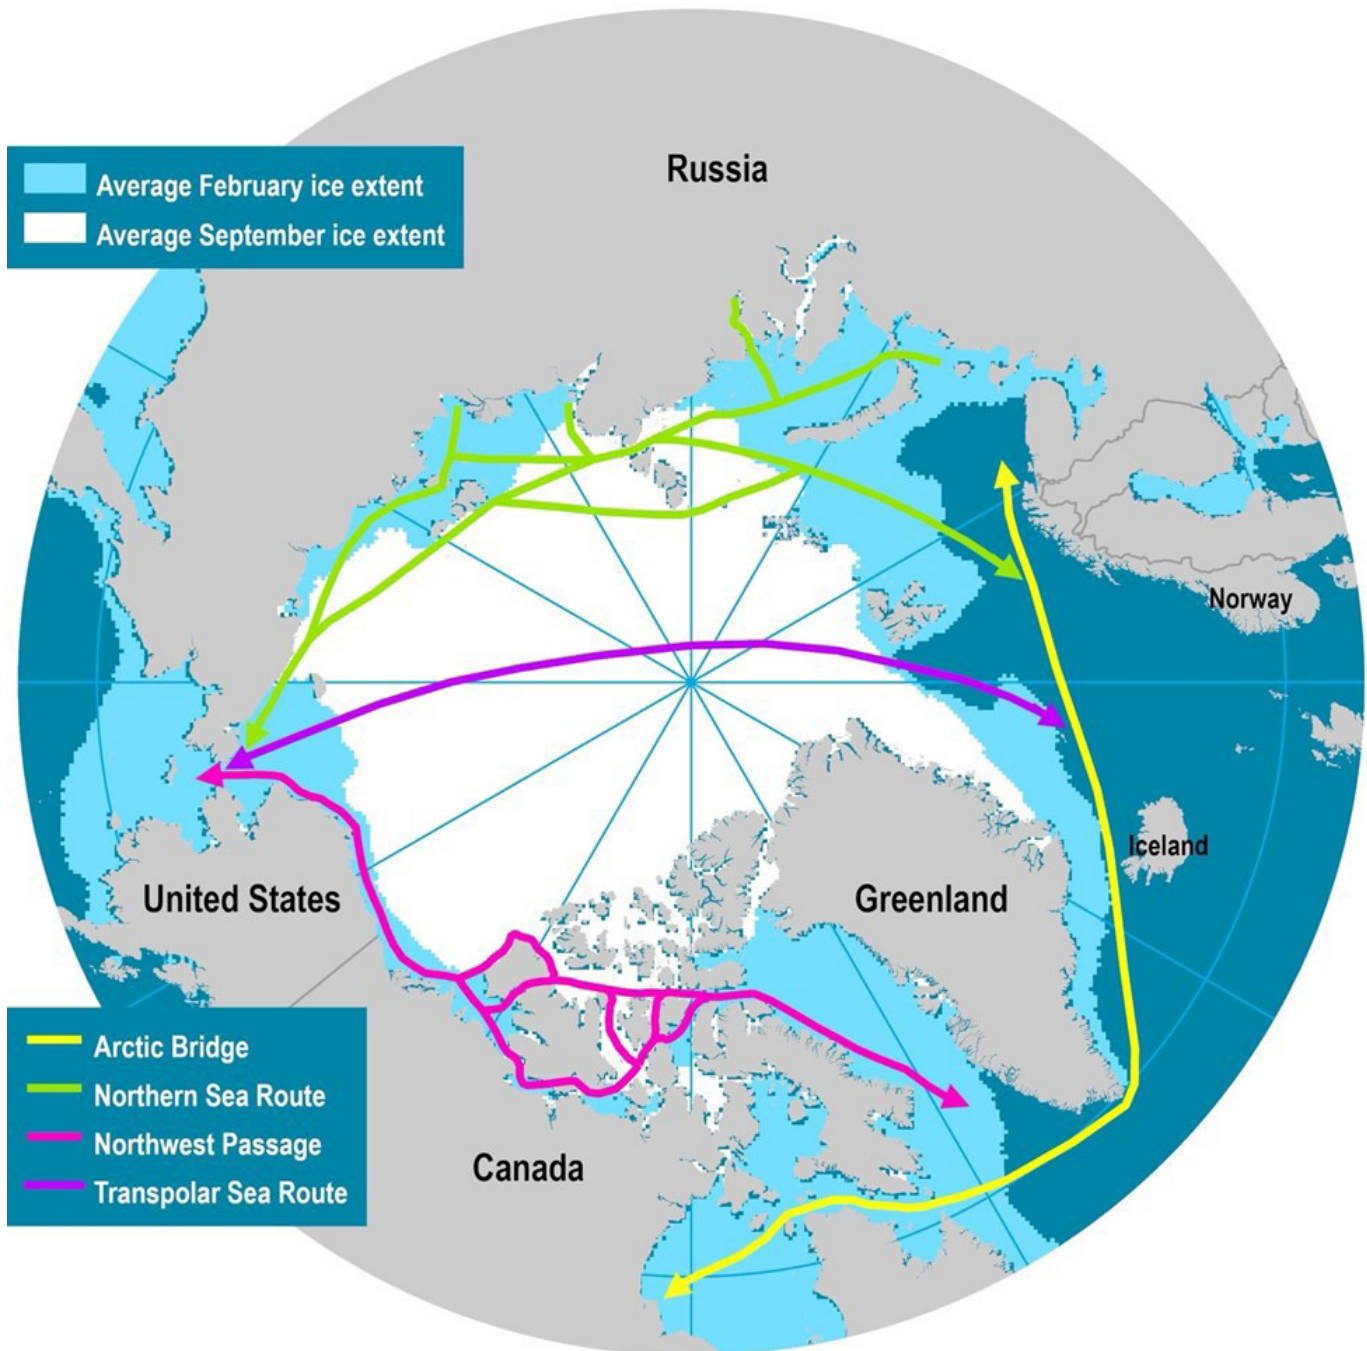 Russia
Average February ice extent
Average September ice extent
Norway
Iceland
United States
Greenland
Arctic Bridge
Northern Sea Route
Northwest Passage
Canada
Transpolar Sea Route